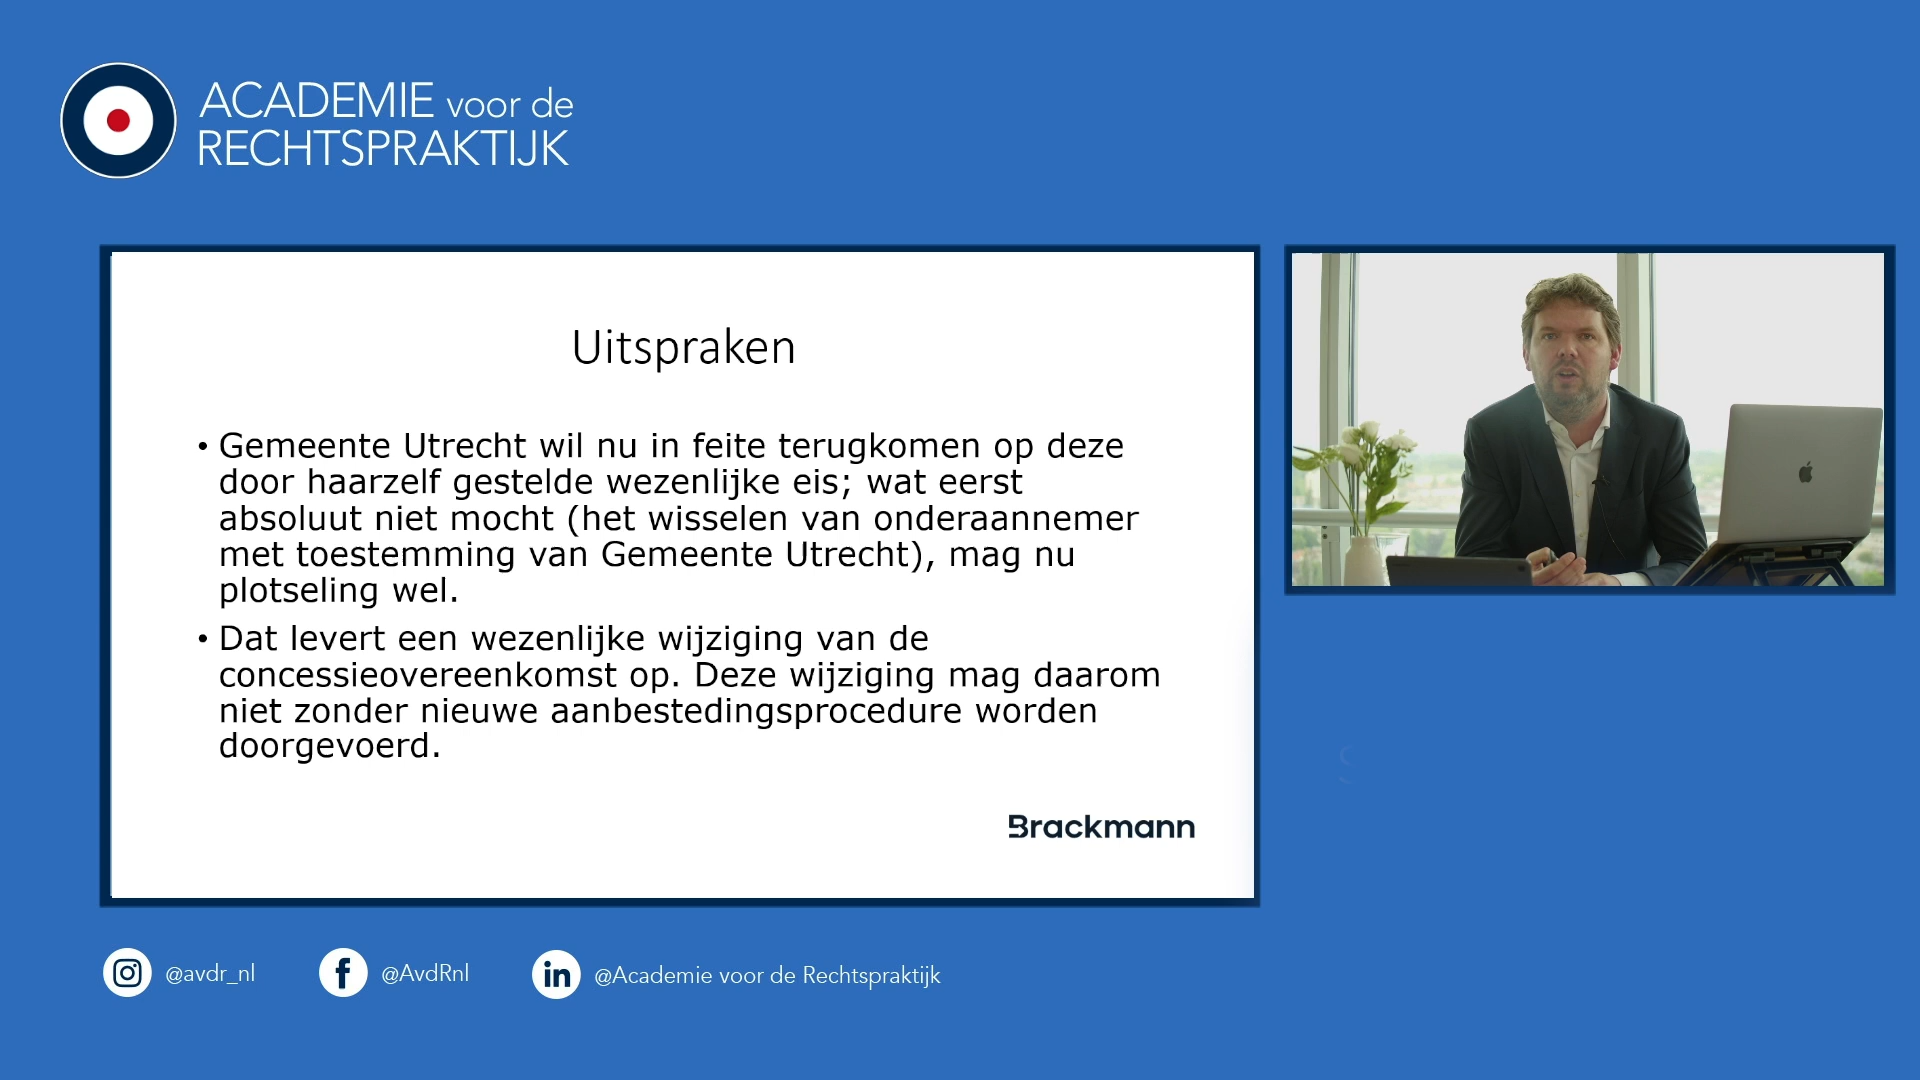 ACADEMIE voor de
RECHTSPRAKTIJK
Uitspraken
• Gemeente Utrecht wil nu in feite terugkomen op deze
door haarzelf gestelde wezenlijke eis; wat eerst
absoluut niet mocht (het wisselen van onderaannemer
met toestemming van Gemeente Utrecht), mag nu
plotseling wel.
• Dat levert een wezenlijke wijziging van de
concessieovereenkomst op. Deze wijziging mag daarom
niet zonder nieuwe aanbestedingsprocedure worden
doorgevoerd.
Brackmann
@avdr_nl
@AvdRnl
@Academie voor de Rechtspraktijk